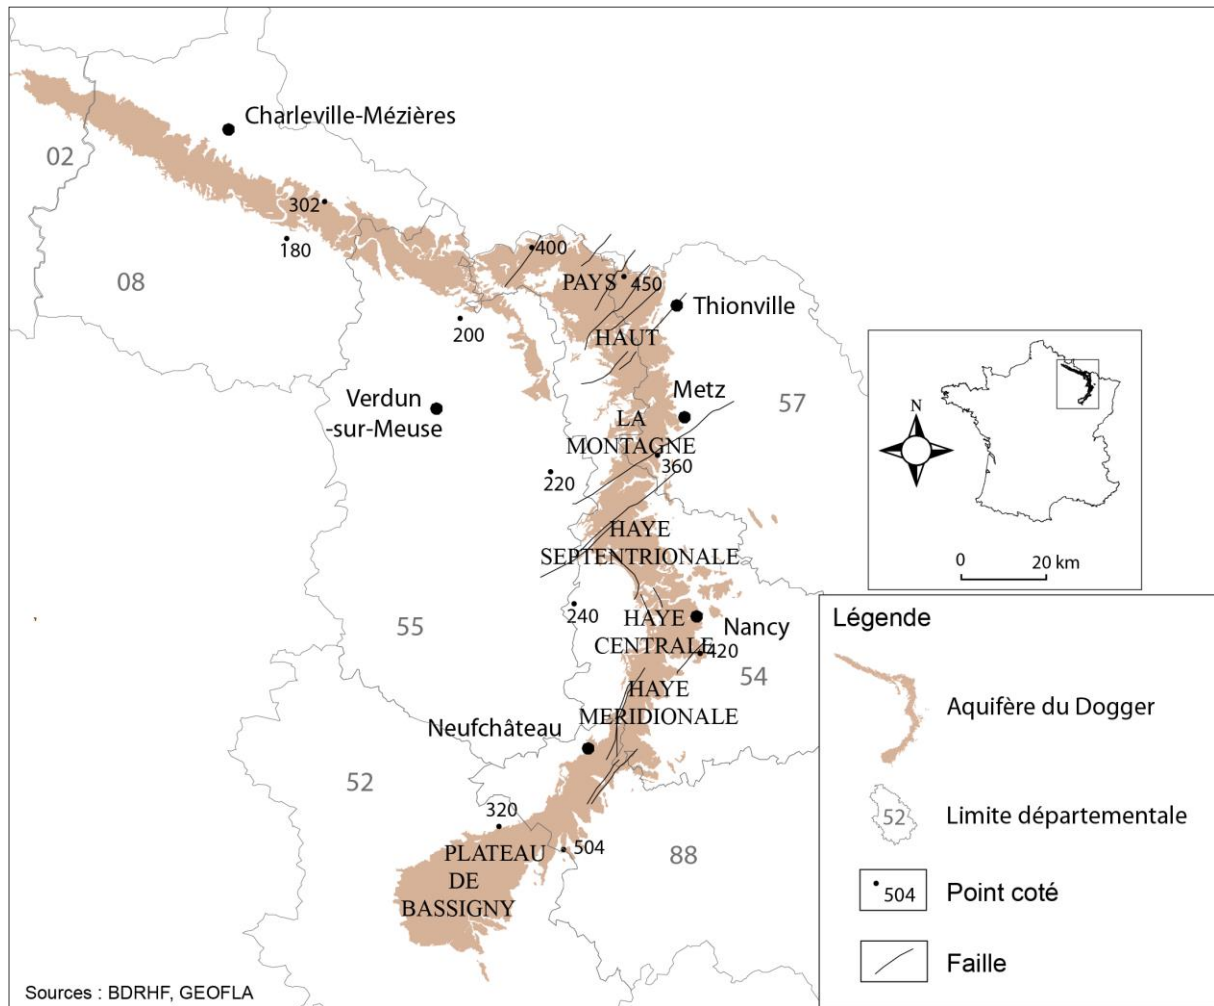 Charleville-Mézières
02
302
180
400
08
PAYS
450
Thionville
200
HAUT
Metz
57
Verdun
-sur-Meuse
LA
MONTAGNE
360
220
HAYE
SEPTENTRIONALE
240
HAYE
CENTRALE
Nancy
420
55
54
HAYE
MERIDIONALE
Neufchâteau
52
320
504
88
PLATEAU
DE
BASSIGNY
N
0 20 km
Légende
Aquifère du Dogger
52
Limite départementale
504
Point coté
Faille
Sources : BDRHF, GEOFLA